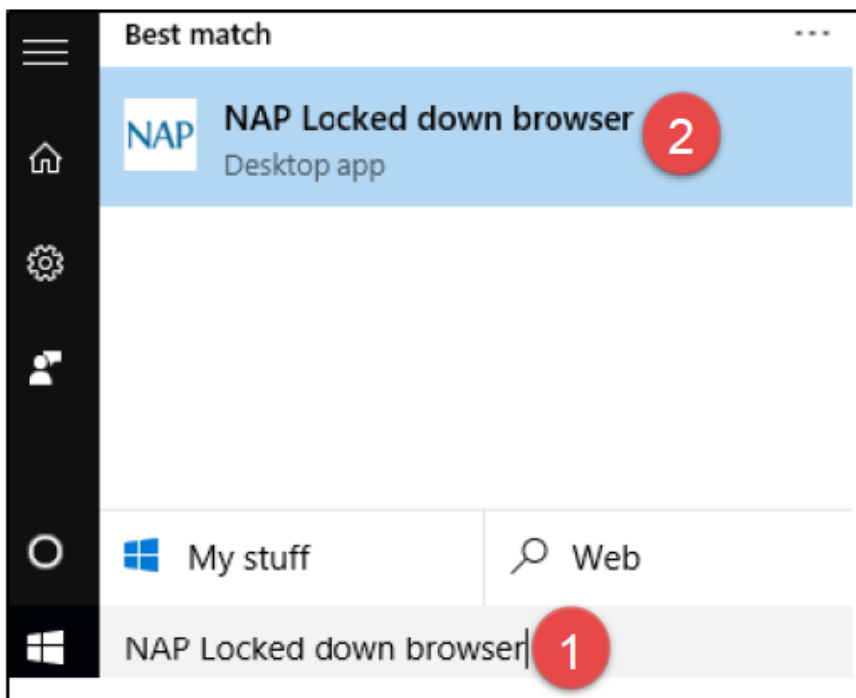 Best match
NAP
NAP Locked down browser
2
Desktop app
My stuff
Web
NAP Locked down browser
1